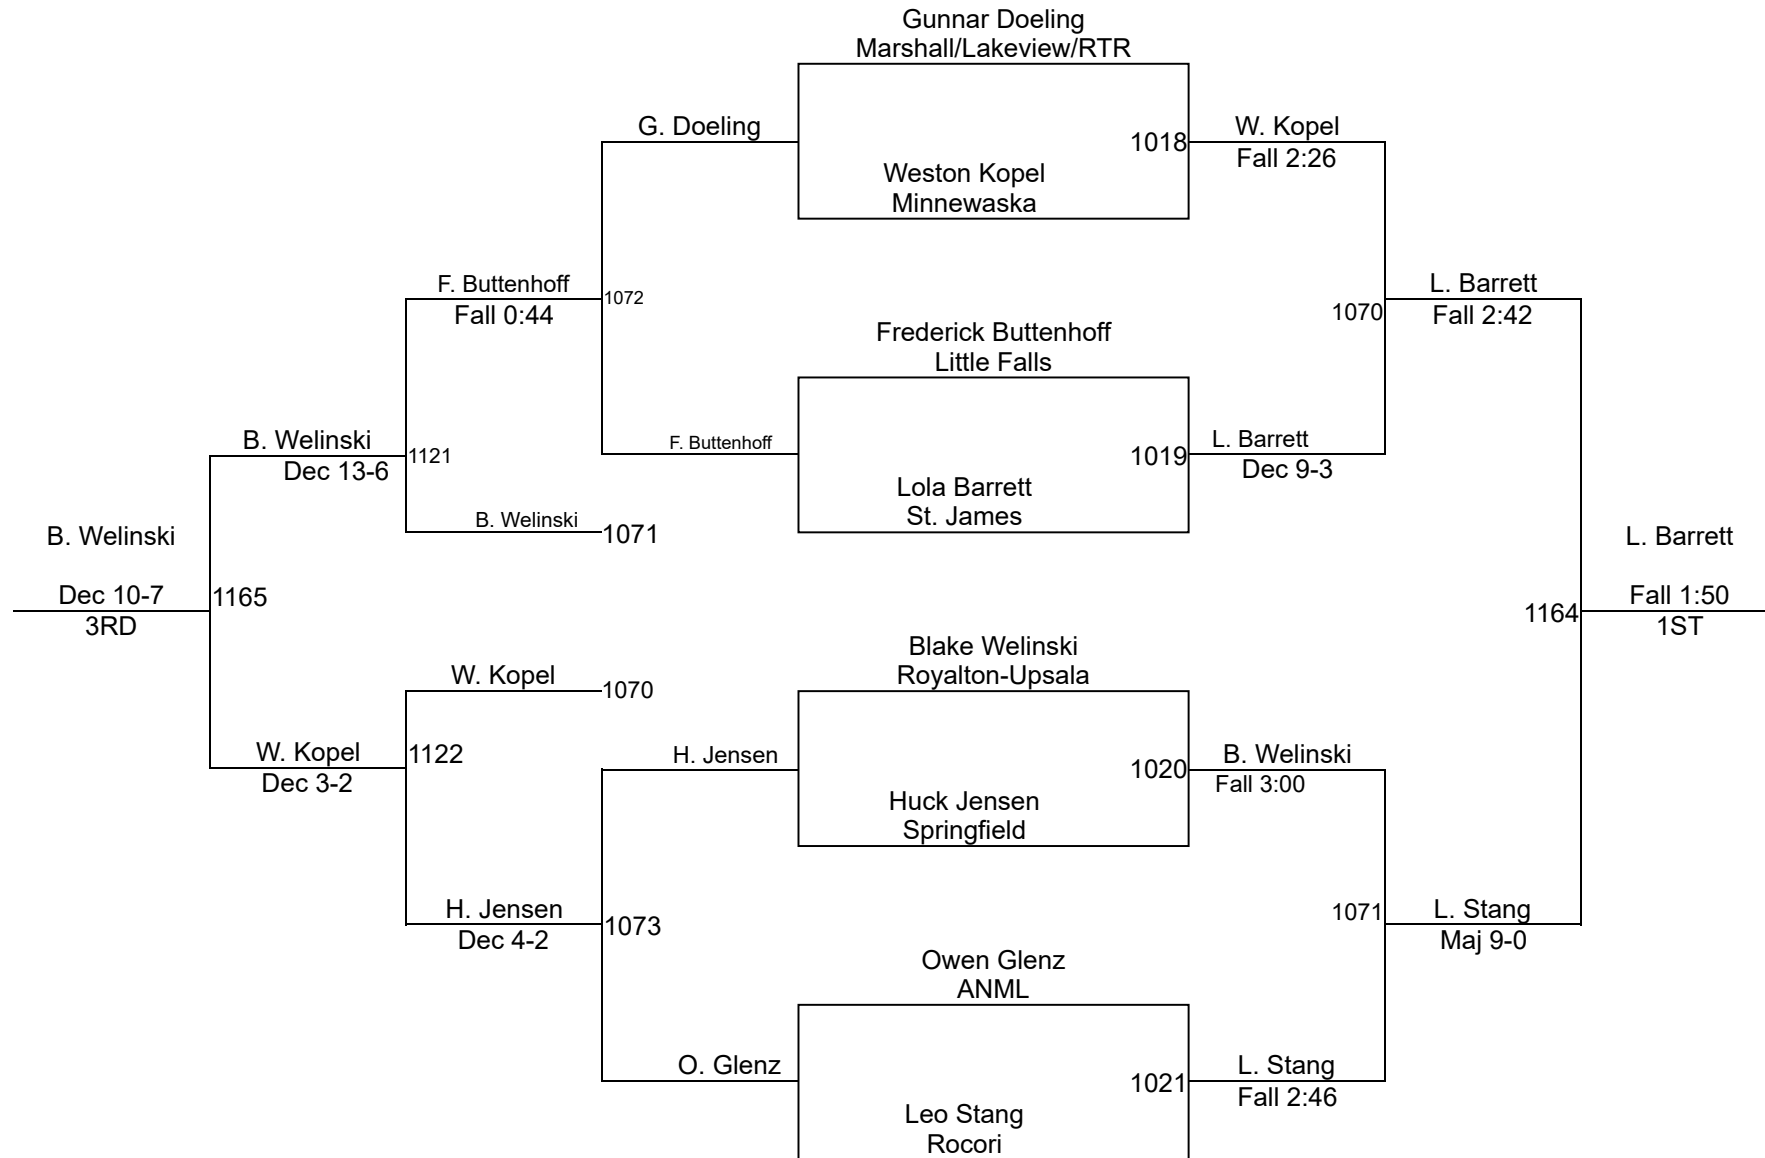 Gunnar Doeling
Marshall/Lakeview/RTR
G. Doeling
1018
W. Kopel
Fall 2:26
Weston Kopel
Minnewaska
F. Buttenhoff
Fall 0:44
1072
L. Barrett
Fall 2:42
1070
Frederick Buttenhoff
Little Falls
B. Welinski
Dec 13-6
1121
F. Buttenhoff
1019
L. Barrett
Dec 9-3
Lola Barrett
St. James
B. Welinski
1071
B. Welinski
Dec 10-7
3RD
1165
L. Barrett
Fall 1:50
1ST
1164
Blake Welinski
Royalton-Upsala
W. Kopel
1070
W. Kopel
Dec 3-2
1122
H. Jensen
1020
B. Welinski
Fall 3:00
Huck Jensen
Springfield
H. Jensen
Dec 4-2
1073
1071
L. Stang
Maj 9-0
Owen Glenz
ANML
O. Glenz
1021
L. Stang
Fall 2:46
Leo Stang
Rocori